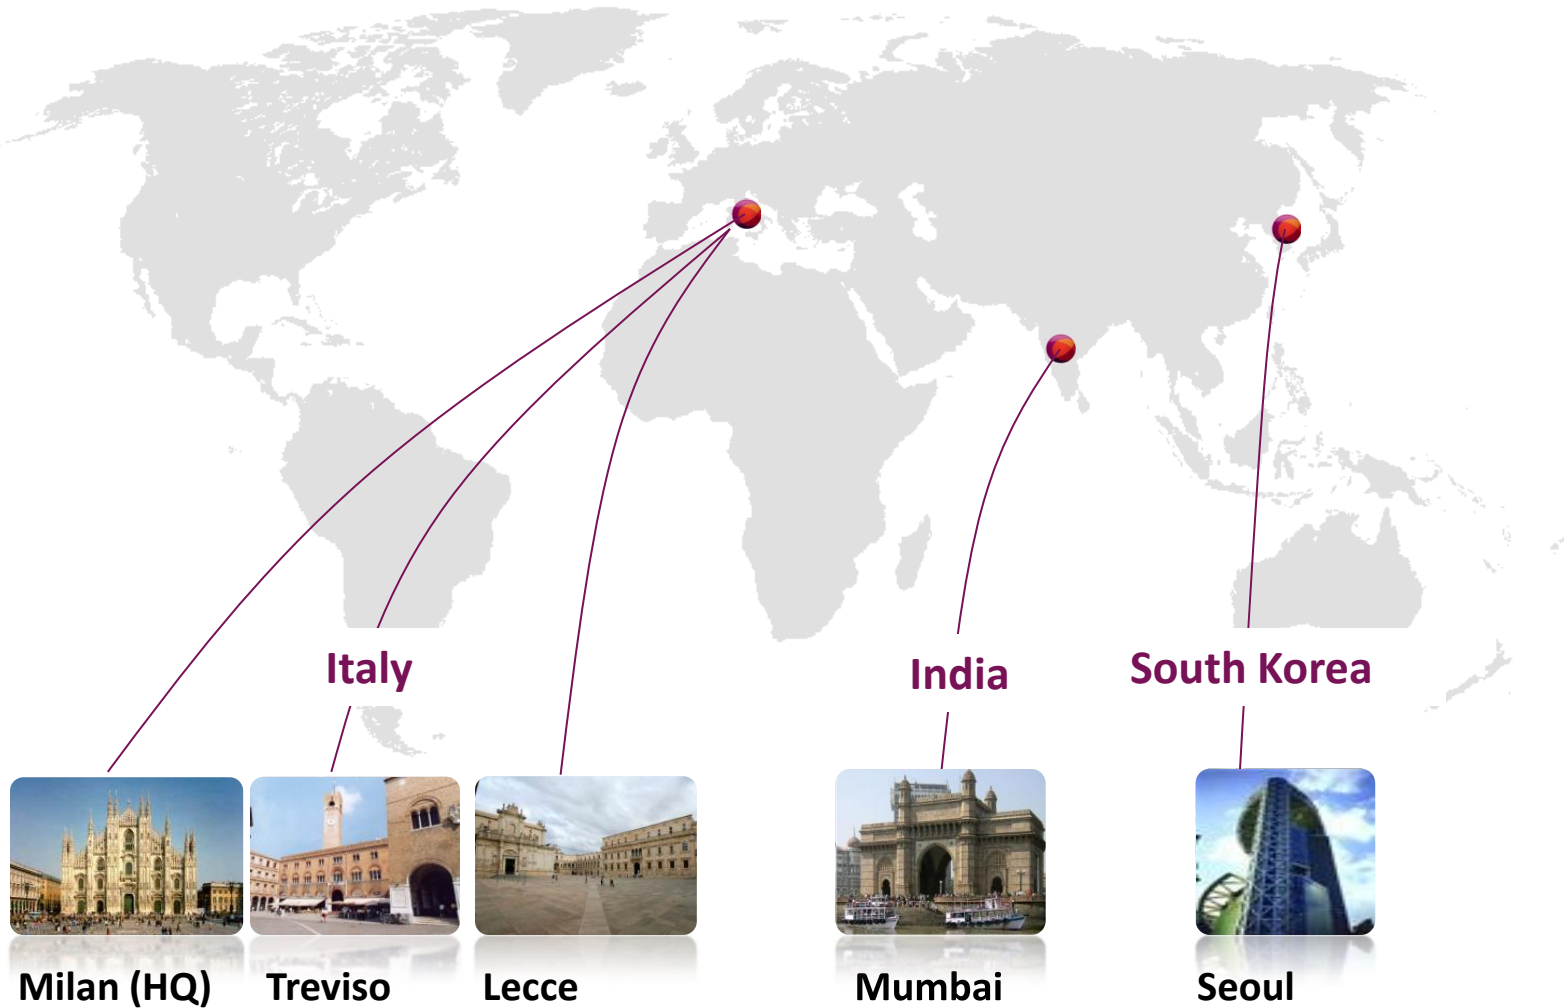 Italy
India
South Korea
Milan (HQ)
Treviso
Lecce
Mumbai
Seoul